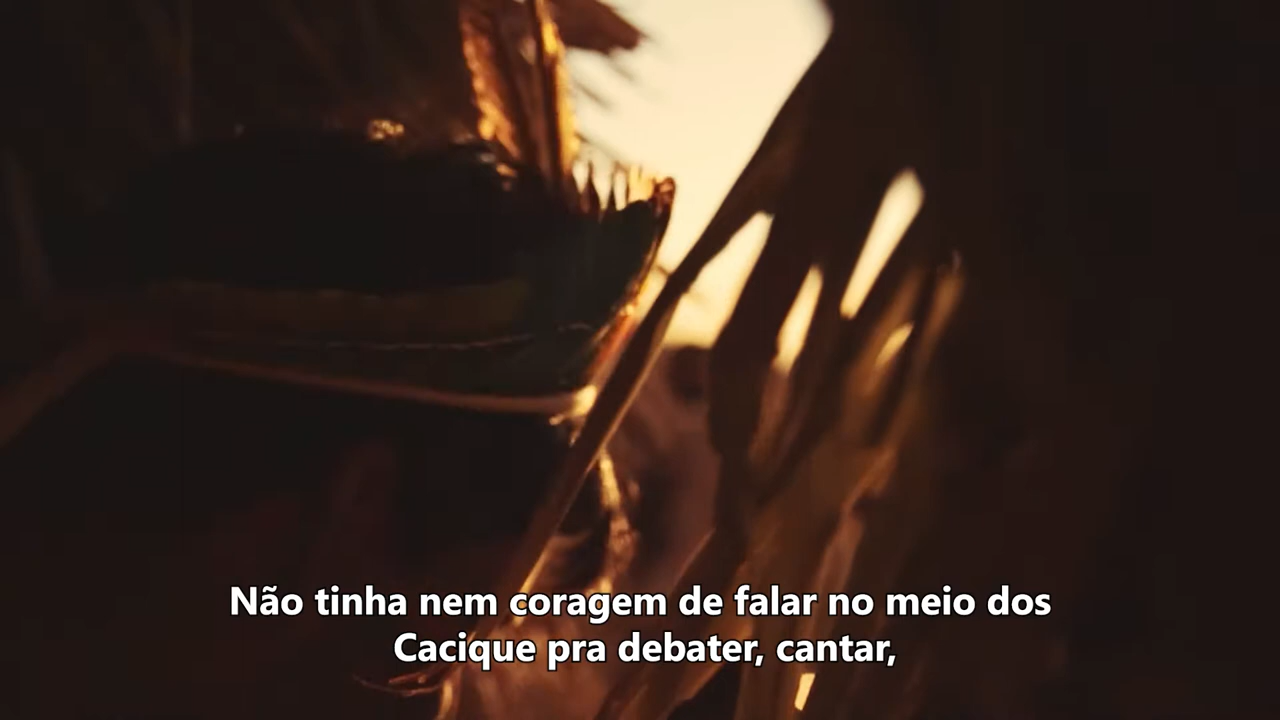 Não tinha nem coragem de falar no meio dos
Cacique pra debater, cantar,